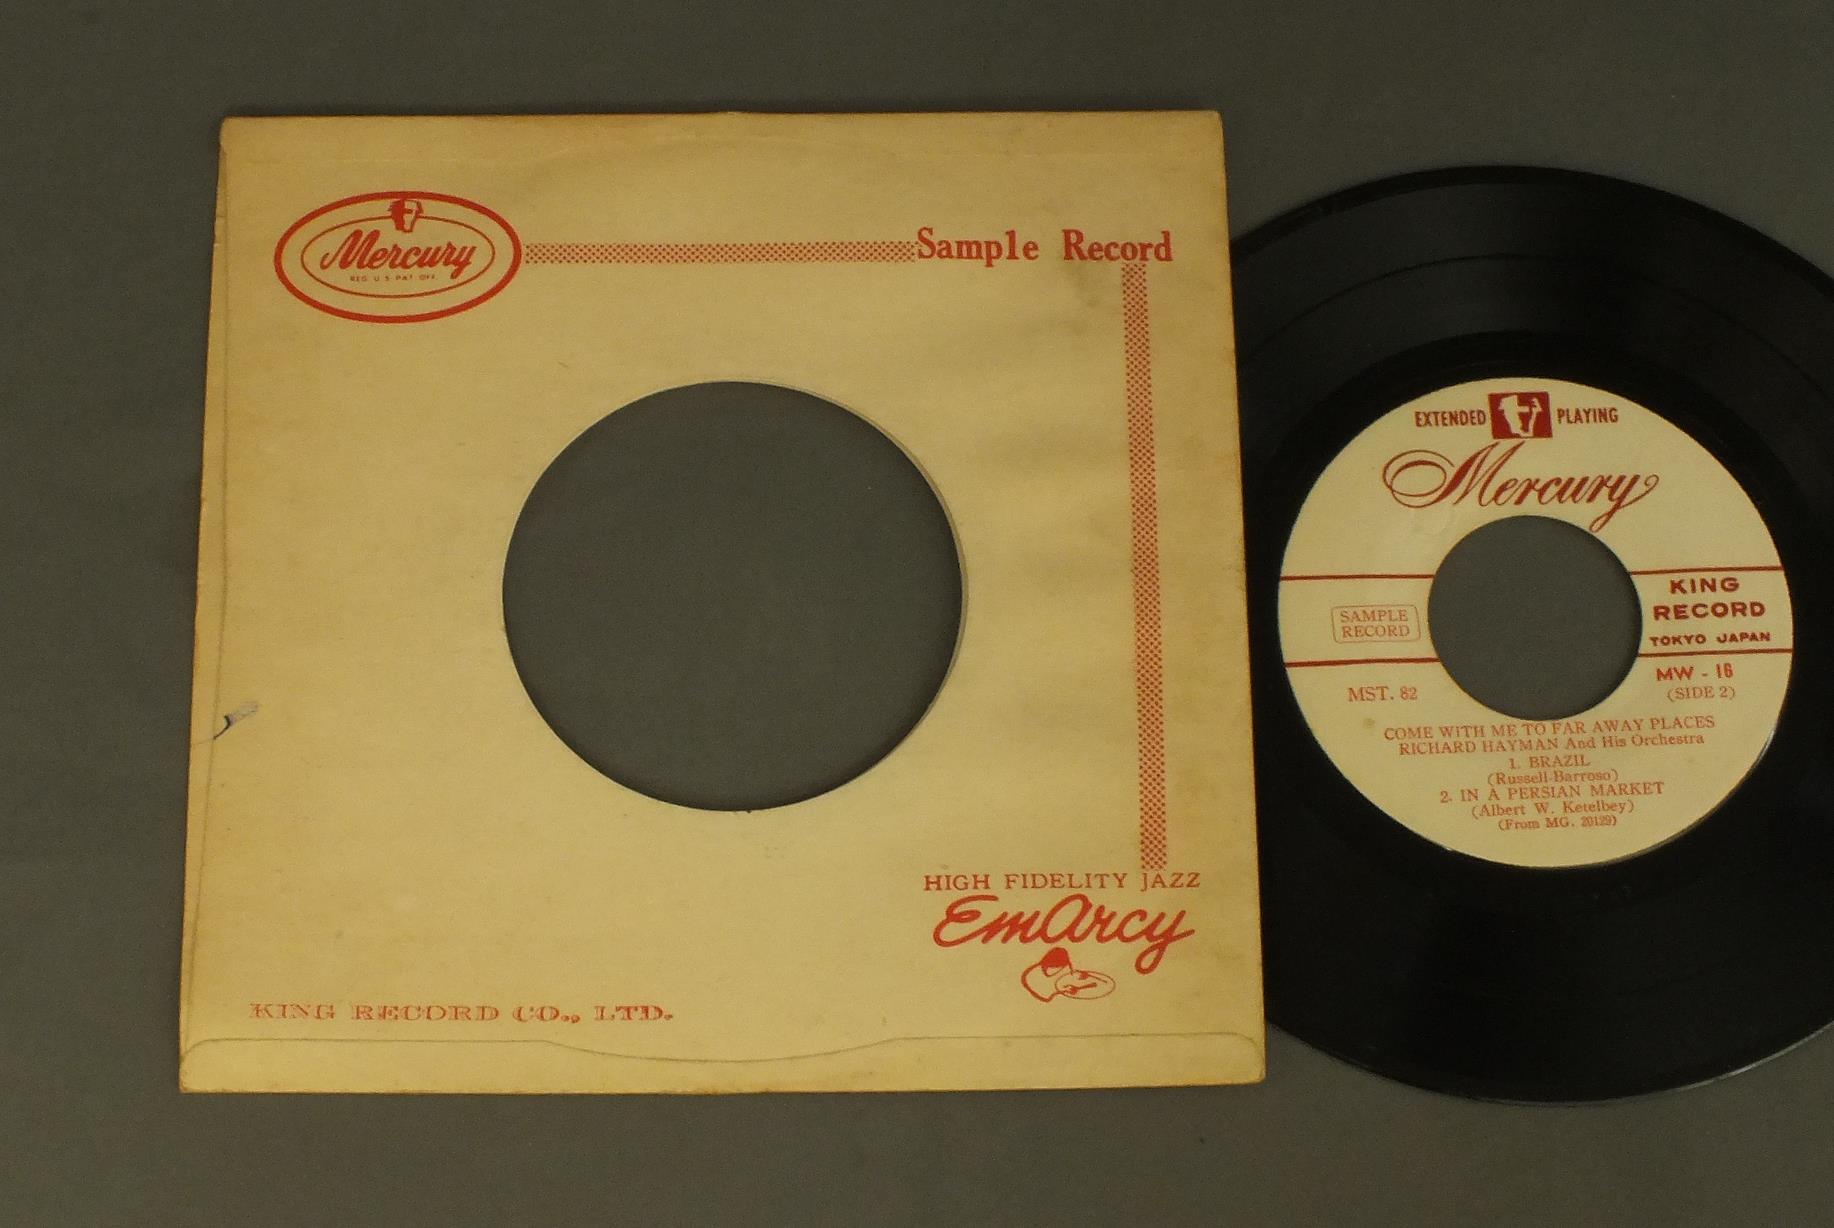 Mercury
REG. U.S. PAT. OFF.
Sample Record
HIGH FIDELITY JAZZ
EmArcy
KING RECORD CO., LTD.
EXTENDED PLAYING
Mercury
SAMPLE
RECORD
KING
RECORD
TOKYO JAPAN
MST. 82
MW - 16
(SIDE 2)
COME WITH ME TO FAR AWAY PLACES
RICHARD HAYMAN And His Orchestra
1. BRAZIL
(Russell-Barroso)
2. IN A PERSIAN MARKET
(Albert W. Ketelbey)
(From MG. 20129)